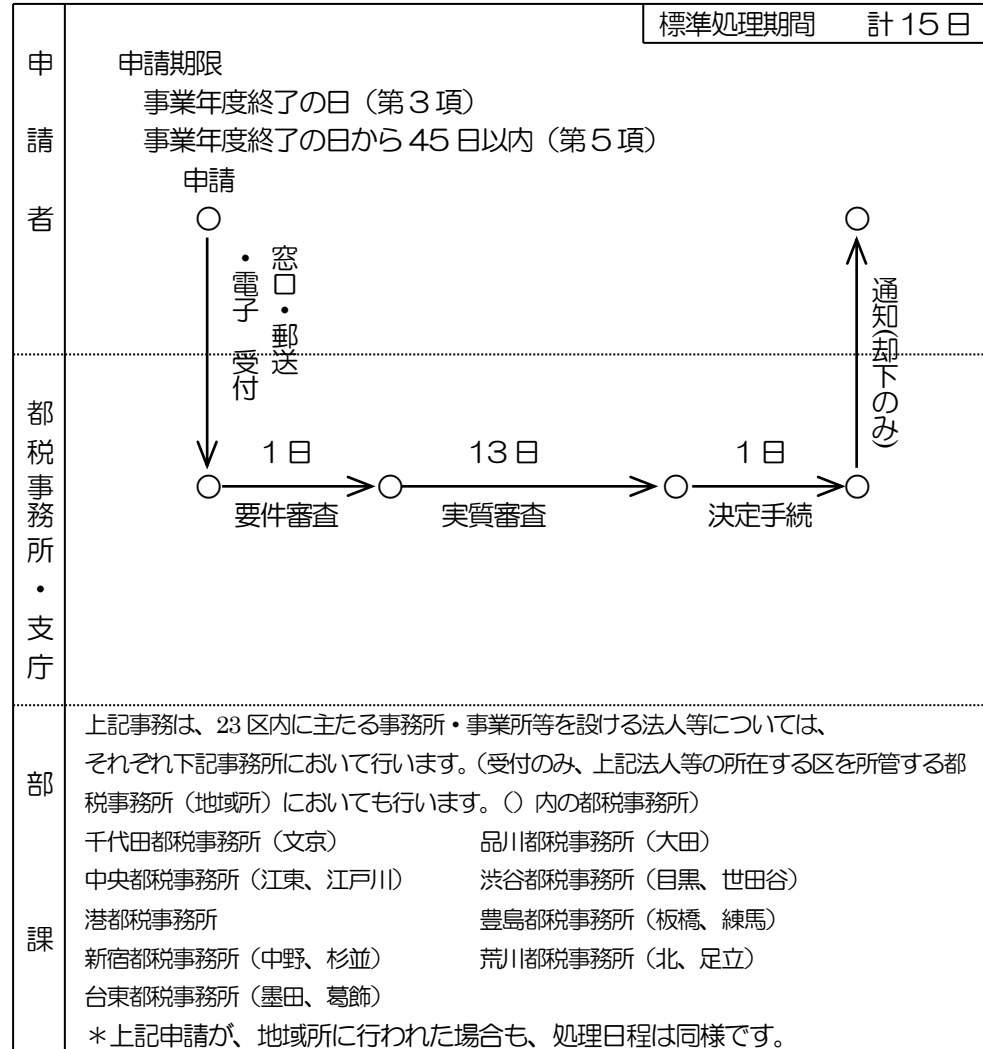 標準処理期間　計15日
申請者
申請期限
事業年度終了の日（第３項）
事業年度終了の日から45日以内（第５項）
申請
窓口・郵送
・電子　受付
通知(却下のみ)
都税事務所・支庁
１日
13日
１日
要件審査
実質審査
決定手続
部課
上記事務は、23区内に主たる事務所・事業所等を設ける法人等については、
それぞれ下記事務所において行います。（受付のみ、上記法人等の所在する区を所管する都
税事務所（地域所）においても行います。（）内の都税事務所）
千代田都税事務所（文京）　品川都税事務所（大田）
中央都税事務所（江東、江戸川）　渋谷都税事務所（目黒、世田谷）
港都税事務所　豊島都税事務所（板橋、練馬）
新宿都税事務所（中野、杉並）　荒川都税事務所（北、足立）
台東都税事務所（墨田、葛飾）
＊上記申請が、地域所に行われた場合も、処理日程は同様です。